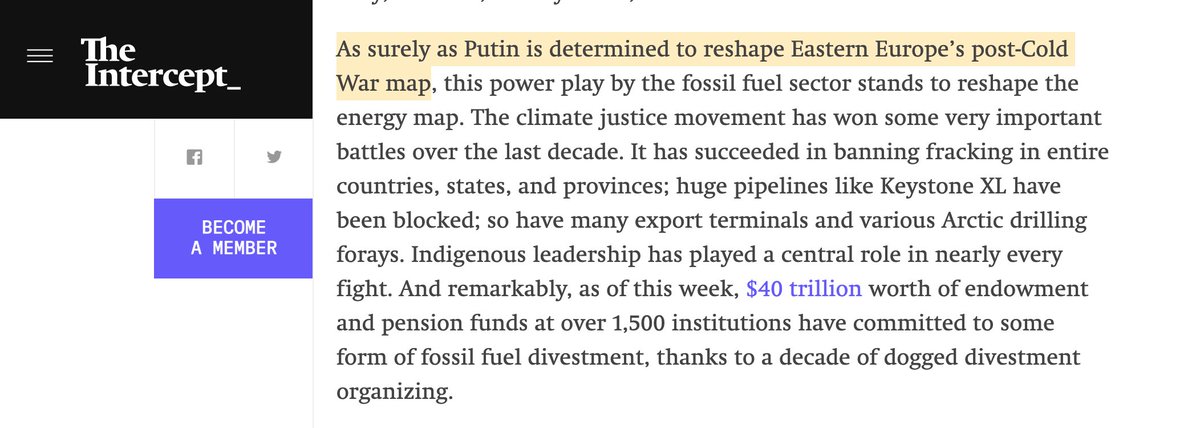 The
Intercept_
BECOME
A MEMBER
As surely as Putin is determined to reshape Eastern Europe’s post-Cold
War map, this power play by the fossil fuel sector stands to reshape the
energy map. The climate justice movement has won some very important
battles over the last decade. It has succeeded in banning fracking in entire
countries, states, and provinces; huge pipelines like Keystone XL have
been blocked; so have many export terminals and various Arctic drilling
forays. Indigenous leadership has played a central role in nearly every
fight. And remarkably, as of this week, $40 trillion worth of endowment
and pension funds at over 1,500 institutions have committed to some
form of fossil fuel divestment, thanks to a decade of dogged divestment
organizing.